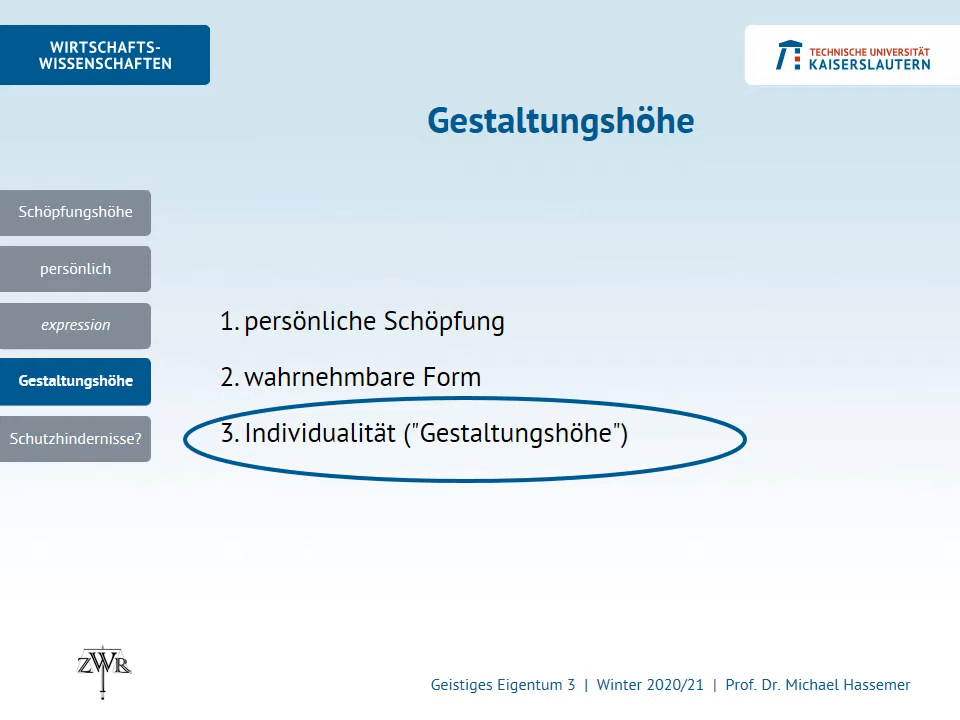 WIRTSCHAFTS-
WISSENSCHAFTEN
TECHNISCHE UNIVERSITÄT
KAISERSLAUTERN
Gestaltungshöhe
Schöpfungshöhe
persönlich
expression
Gestaltungshöhe
Schutzhindernisse?
1. persönliche Schöpfung
2. wahrnehmbare Form
3. Individualität ("Gestaltungshöhe")
ZWR
Geistiges Eigentum 3 | Winter 2020/21 | Prof. Dr. Michael Hassemer